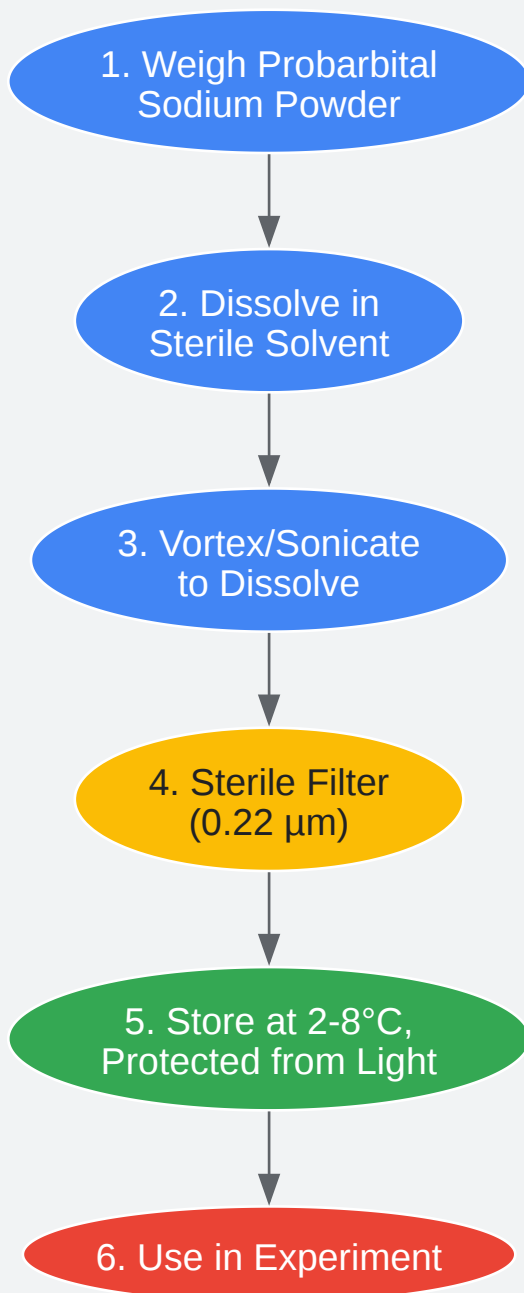 1. Weigh Probarbital
Sodium Powder
2. Dissolve in
Sterile Solvent
3. Vortex/Sonicate
to Dissolve
4. Sterile Filter
(0.22 µm)
5. Store at 2-8°C,
Protected from Light
6. Use in Experiment